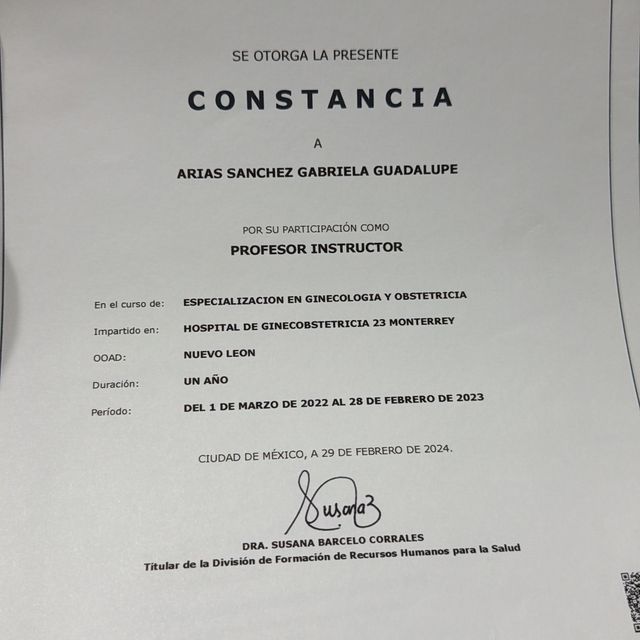 SE OTORGA LA PRESENTE
CONSTANCIA
A
ARIAS SANCHEZ GABRIELA GUADALUPE
POR SU PARTICIPACIÓN COMO
PROFESOR INSTRUCTOR
En el curso de: ESPECIALIZACION EN GINECOLOGIA Y OBSTETRICIA
Impartido en: HOSPITAL DE GINECOBSTETRICIA 23 MONTERREY
OOAD: NUEVO LEON
Duración: UN AÑO
Período: DEL 1 DE MARZO DE 2022 AL 28 DE FEBRERO DE 2023
CIUDAD DE MÉXICO, A 29 DE FEBRERO DE 2024.
SusanaB
DRA. SUSANA BARCELO CORRALES
Títular de la División de Formación de Recursos Humanos para la Salud